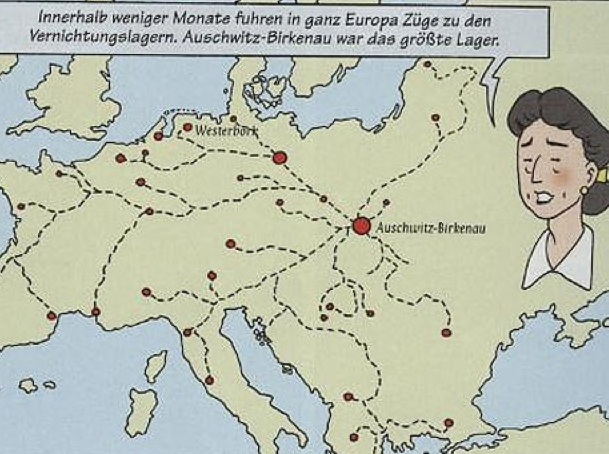 Innerhalb weniger Monate fuhren in ganz Europa Züge zu den
Vernichtungslagern. Auschwitz-Birkenau war das größte Lager.
Westerbork
Auschwitz-Birkenau